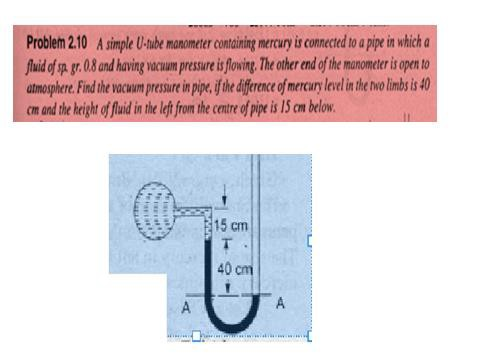 Problem 2.10 A simple U-tube manometer containing mercury is connected to a pipe in which a
fluid of sp. gr. 0.8 and having vacuum pressure is flowing. The other end of the manometer is open to
atmosphere. Find the vacuum pressure in pipe, if the difference of mercury level in the two limbs is 40
cm and the height of fluid in the left from the centre of pipe is 15 cm below.
15 cm
40 cm
A A